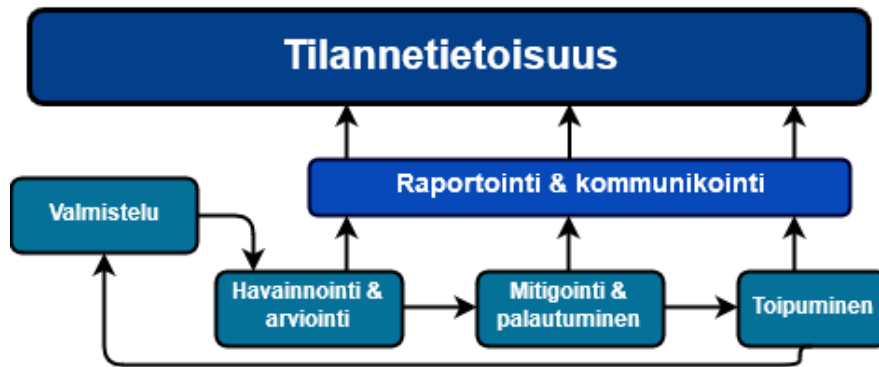 Tilannetietoisuus
Raportointi & kommunikointi
Valmistelu
Havainnointi &
arviointi
Mitigointi &
palautuminen
Toipuminen